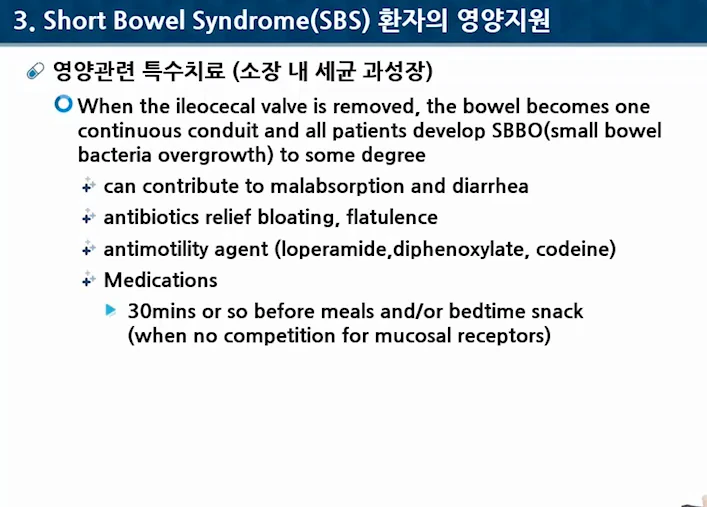 3. Short Bowel Syndrome(SBS) 환자의 영양지원
영양관련 특수치료 (소장 내 세균 과성장)
When the ileocecal valve is removed, the bowel becomes one
continuous conduit and all patients develop SBBO(small bowel
bacteria overgrowth) to some degree
can contribute to malabsorption and diarrhea
antibiotics relief bloating, flatulence
antimotility agent (loperamide,diphenoxylate, codeine)
Medications
30mins or so before meals and/or bedtime snack
(when no competition for mucosal receptors)